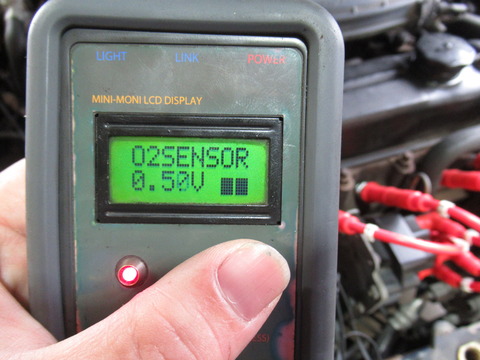 LIGHT LINK POWER
MINI-MONI LCD DISPLAY
O2SENSOR
0.50V